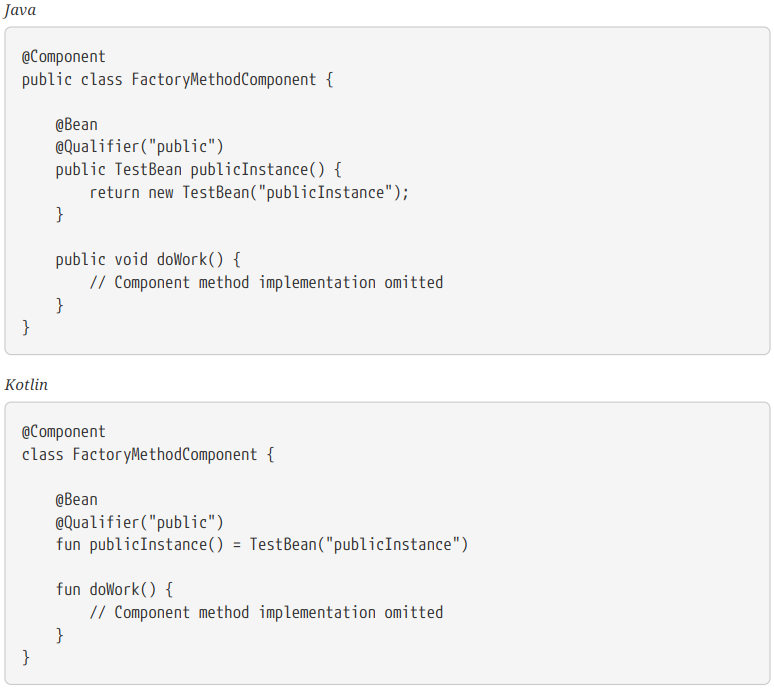 Java
@Component
public class FactoryMethodComponent {
    @Bean
    @Qualifier("public")
    public TestBean publicInstance() {
        return new TestBean("publicInstance");
    }
    public void doWork() {
        // Component method implementation omitted
    }
}
Kotlin
@Component
class FactoryMethodComponent {
    @Bean
    @Qualifier("public")
    fun publicInstance() = TestBean("publicInstance")
    fun doWork() {
        // Component method implementation omitted
    }
}